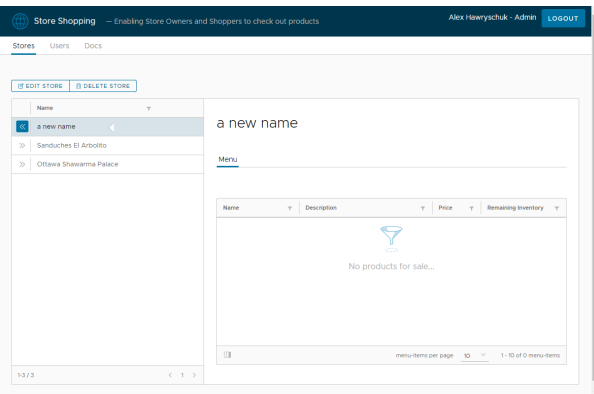 Store Shopping — Enabling Store Owners and Shoppers to check out products Alex Hawryschuk - Admin LOGOUT
Stores Users Docs
EDIT STORE DELETE STORE
Name
a new name
Sanduches El Arbolito
Ottawa Shawarma Palace
1-3 / 3 1
a new name
Menu
Name Description Price Remaining Inventory
No products for sale...
menu-items per page 10 1 - 10 of 0 menu-items